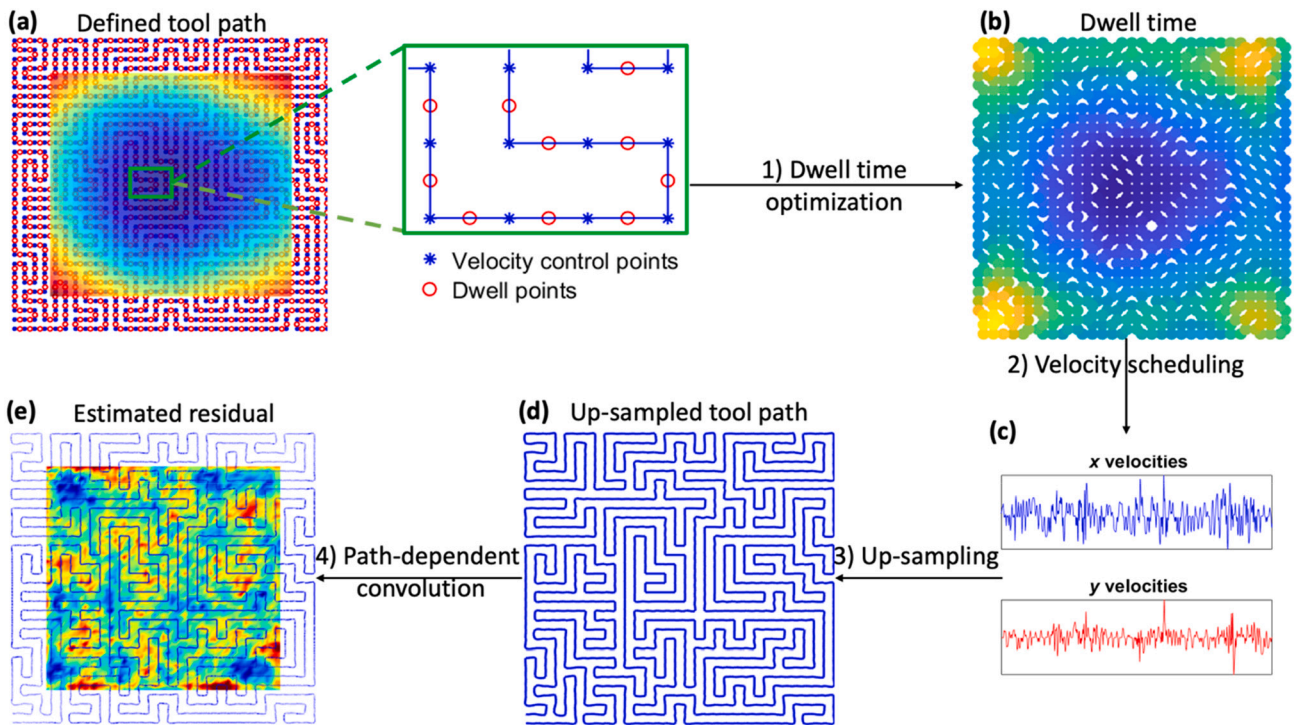 (a)
Defined tool path
Velocity control points
Dwell points
1) Dwell time
optimization
(b)
Dwell time
2) Velocity scheduling
(c)
x velocities
y velocities
3) Up-sampling
(d)
Up-sampled tool path
4) Path-dependent
convolution
(e)
Estimated residual